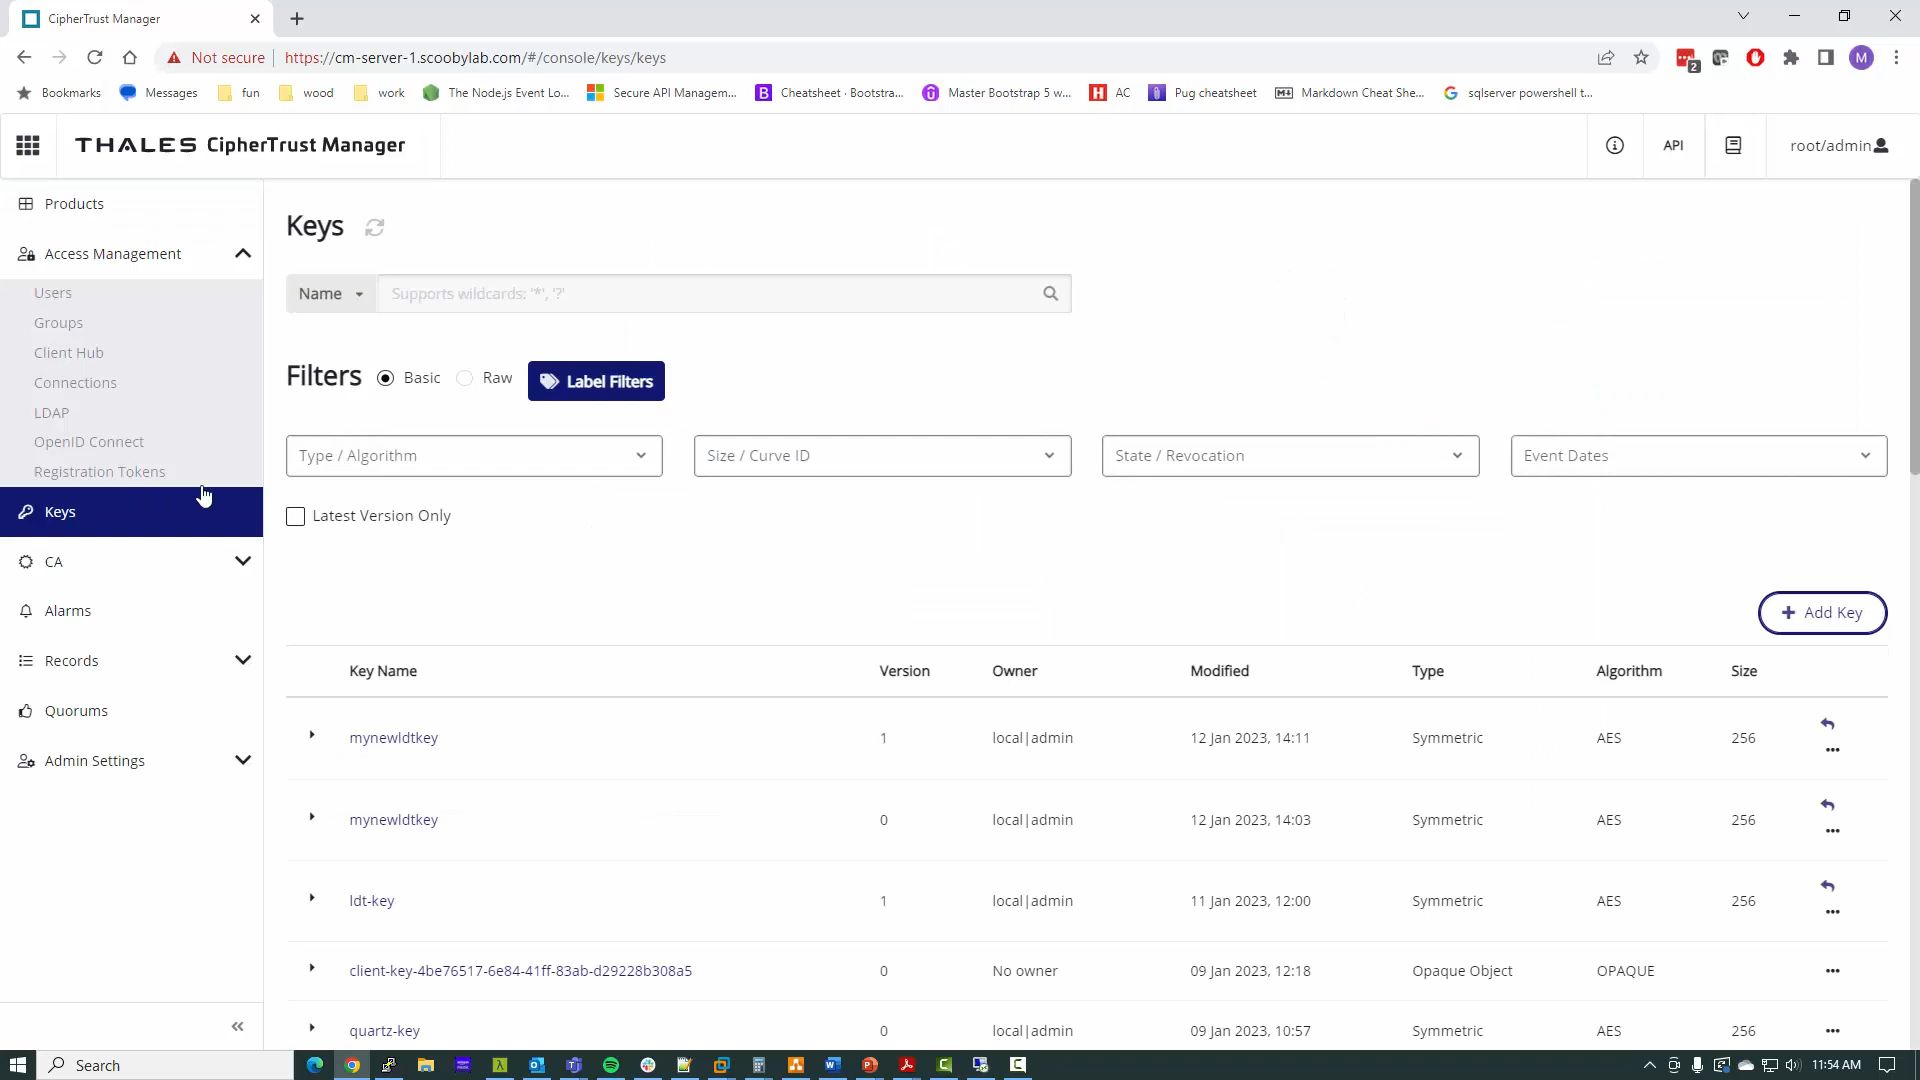 CipherTrust Manager
Not secure
https://cm-server-1.scoobylab.com/#/console/keys/keys
2
M
Bookmarks
Messages
fun
wood
work
The Node.js Event Lo...
Secure API Managem...
B
Cheatsheet · Bootstra...
Master Bootstrap 5 w...
H
AC
Pug cheatsheet
Markdown Cheat She...
G
sqlserver powershell t...
THALES CipherTrust Manager
API
root/admin
Products
Access Management
Users
Groups
Client Hub
Connections
LDAP
OpenID Connect
Registration Tokens
Keys
CA
Alarms
Records
Quorums
Admin Settings
Keys
Name
Supports wildcards: '*', '?'
Filters
Basic
Raw
Label Filters
Type / Algorithm
Size / Curve ID
State / Revocation
Event Dates
Latest Version Only
+ Add Key
Key Name Version Owner Modified Type Algorithm Size
mynewldtkey 1 local|admin 12 Jan 2023, 14:11 Symmetric AES 256
mynewldtkey 0 local|admin 12 Jan 2023, 14:03 Symmetric AES 256
ldt-key 1 local|admin 11 Jan 2023, 12:00 Symmetric AES 256
client-key-4be76517-6e84-41ff-83ab-d29228b308a5 0 No owner 09 Jan 2023, 12:18 Opaque Object OPAQUE
quartz-key 0 local|admin 09 Jan 2023, 10:57 Symmetric AES 256
Search
11:54 AM